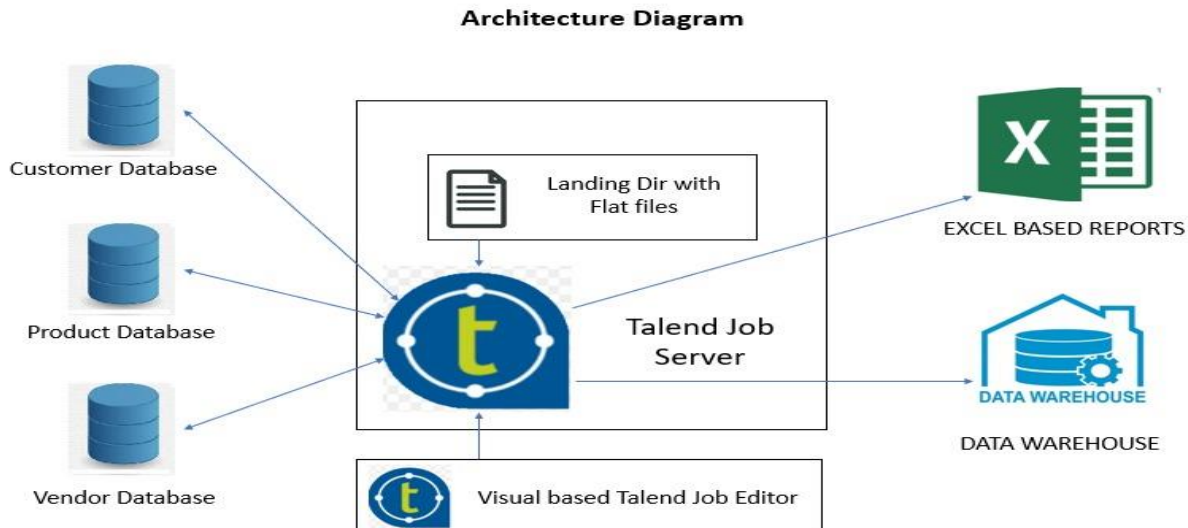 Architecture Diagram
Customer Database
Product Database
Vendor Database
Landing Dir with
Flat files
t
Talend Job
Server
t
Visual based Talend Job Editor
X
EXCEL BASED REPORTS
DATA WAREHOUSE
DATA WAREHOUSE